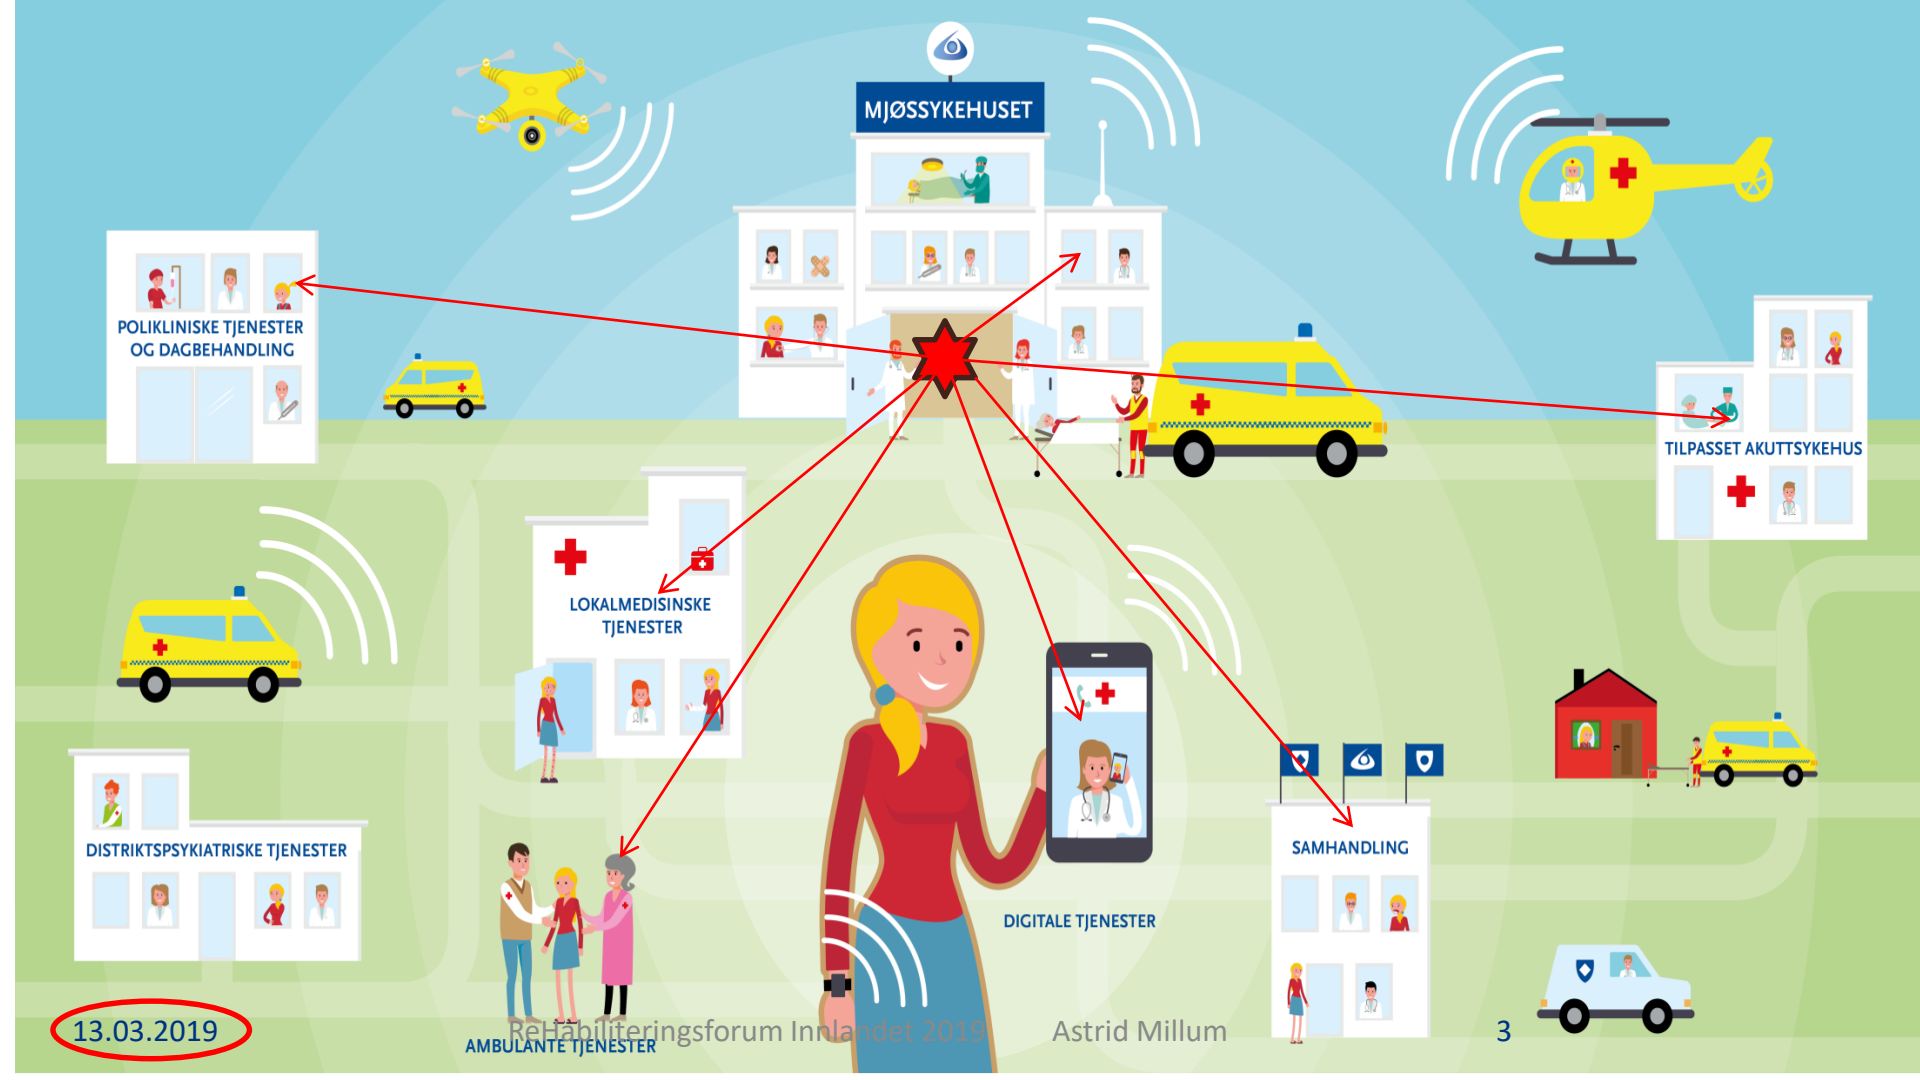 MJØSSYKEHUSET
POLIKLINISKE TJENESTER
OG DAGBEHANDLING
TILPASSET AKUTTSYKEHUS
LOKALMEDISINSKE
TJENESTER
DISTRIKTSPSYKIATRISKE TJENESTER
SAMHANDLING
DIGITALE TJENESTER
AMBULANTE TJENESTER
13.03.2019
ReHabiliteringsforum Innlandet 2019 Astrid Millum
3